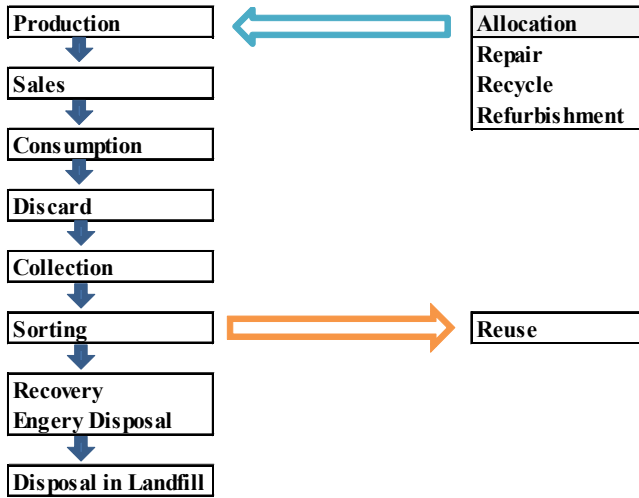 Production
Sales
Consumption
Discard
Collection
Sorting
Recovery
Engery Disposal
Disposal in Landfill
Allocation
Repair
Recycle
Refurbishment
Reuse